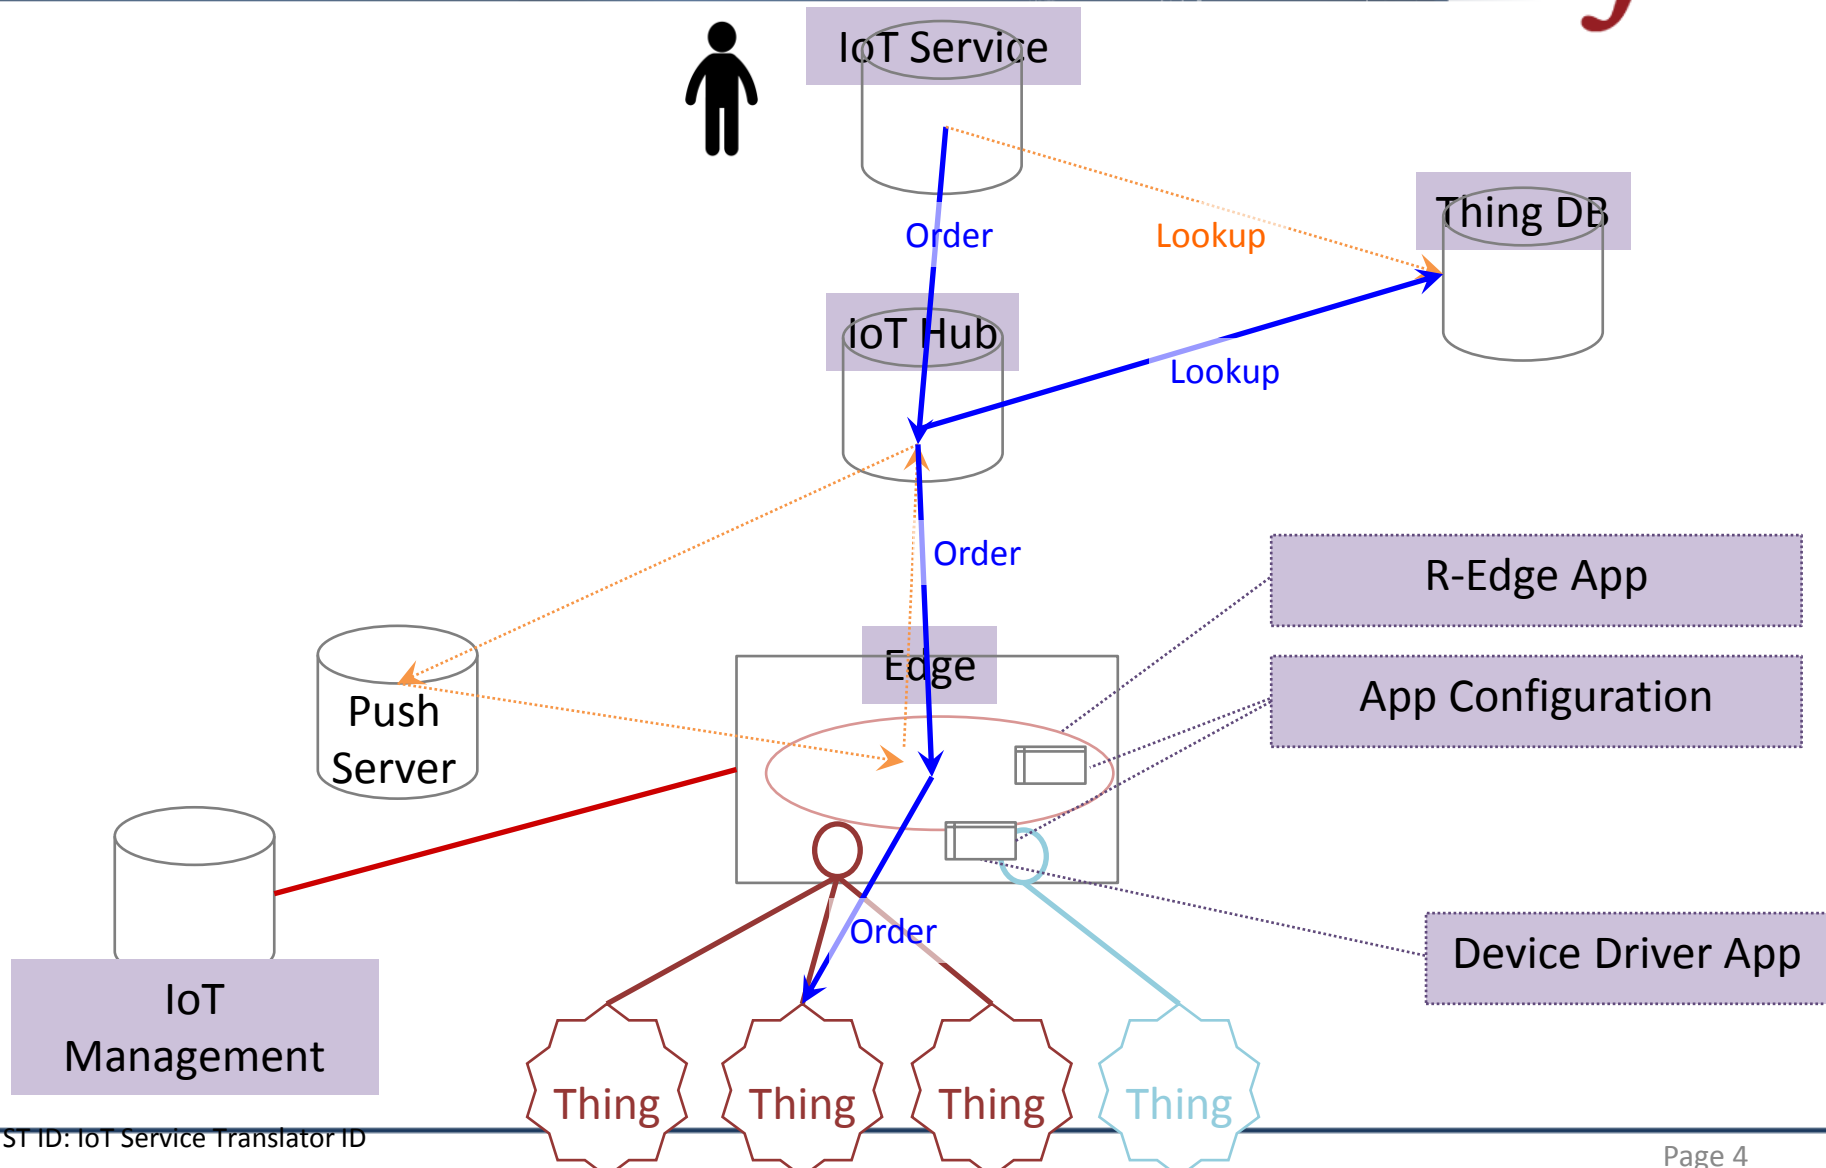 IoT Service
Thing DB
Order
Lookup
IoT Hub
Lookup
Order
R-Edge App
Edge
App Configuration
Push
Server
Order
Device Driver App
IoT
Management
Thing
Thing
Thing
Thing
ST ID: IoT Service Translator ID
Page 4